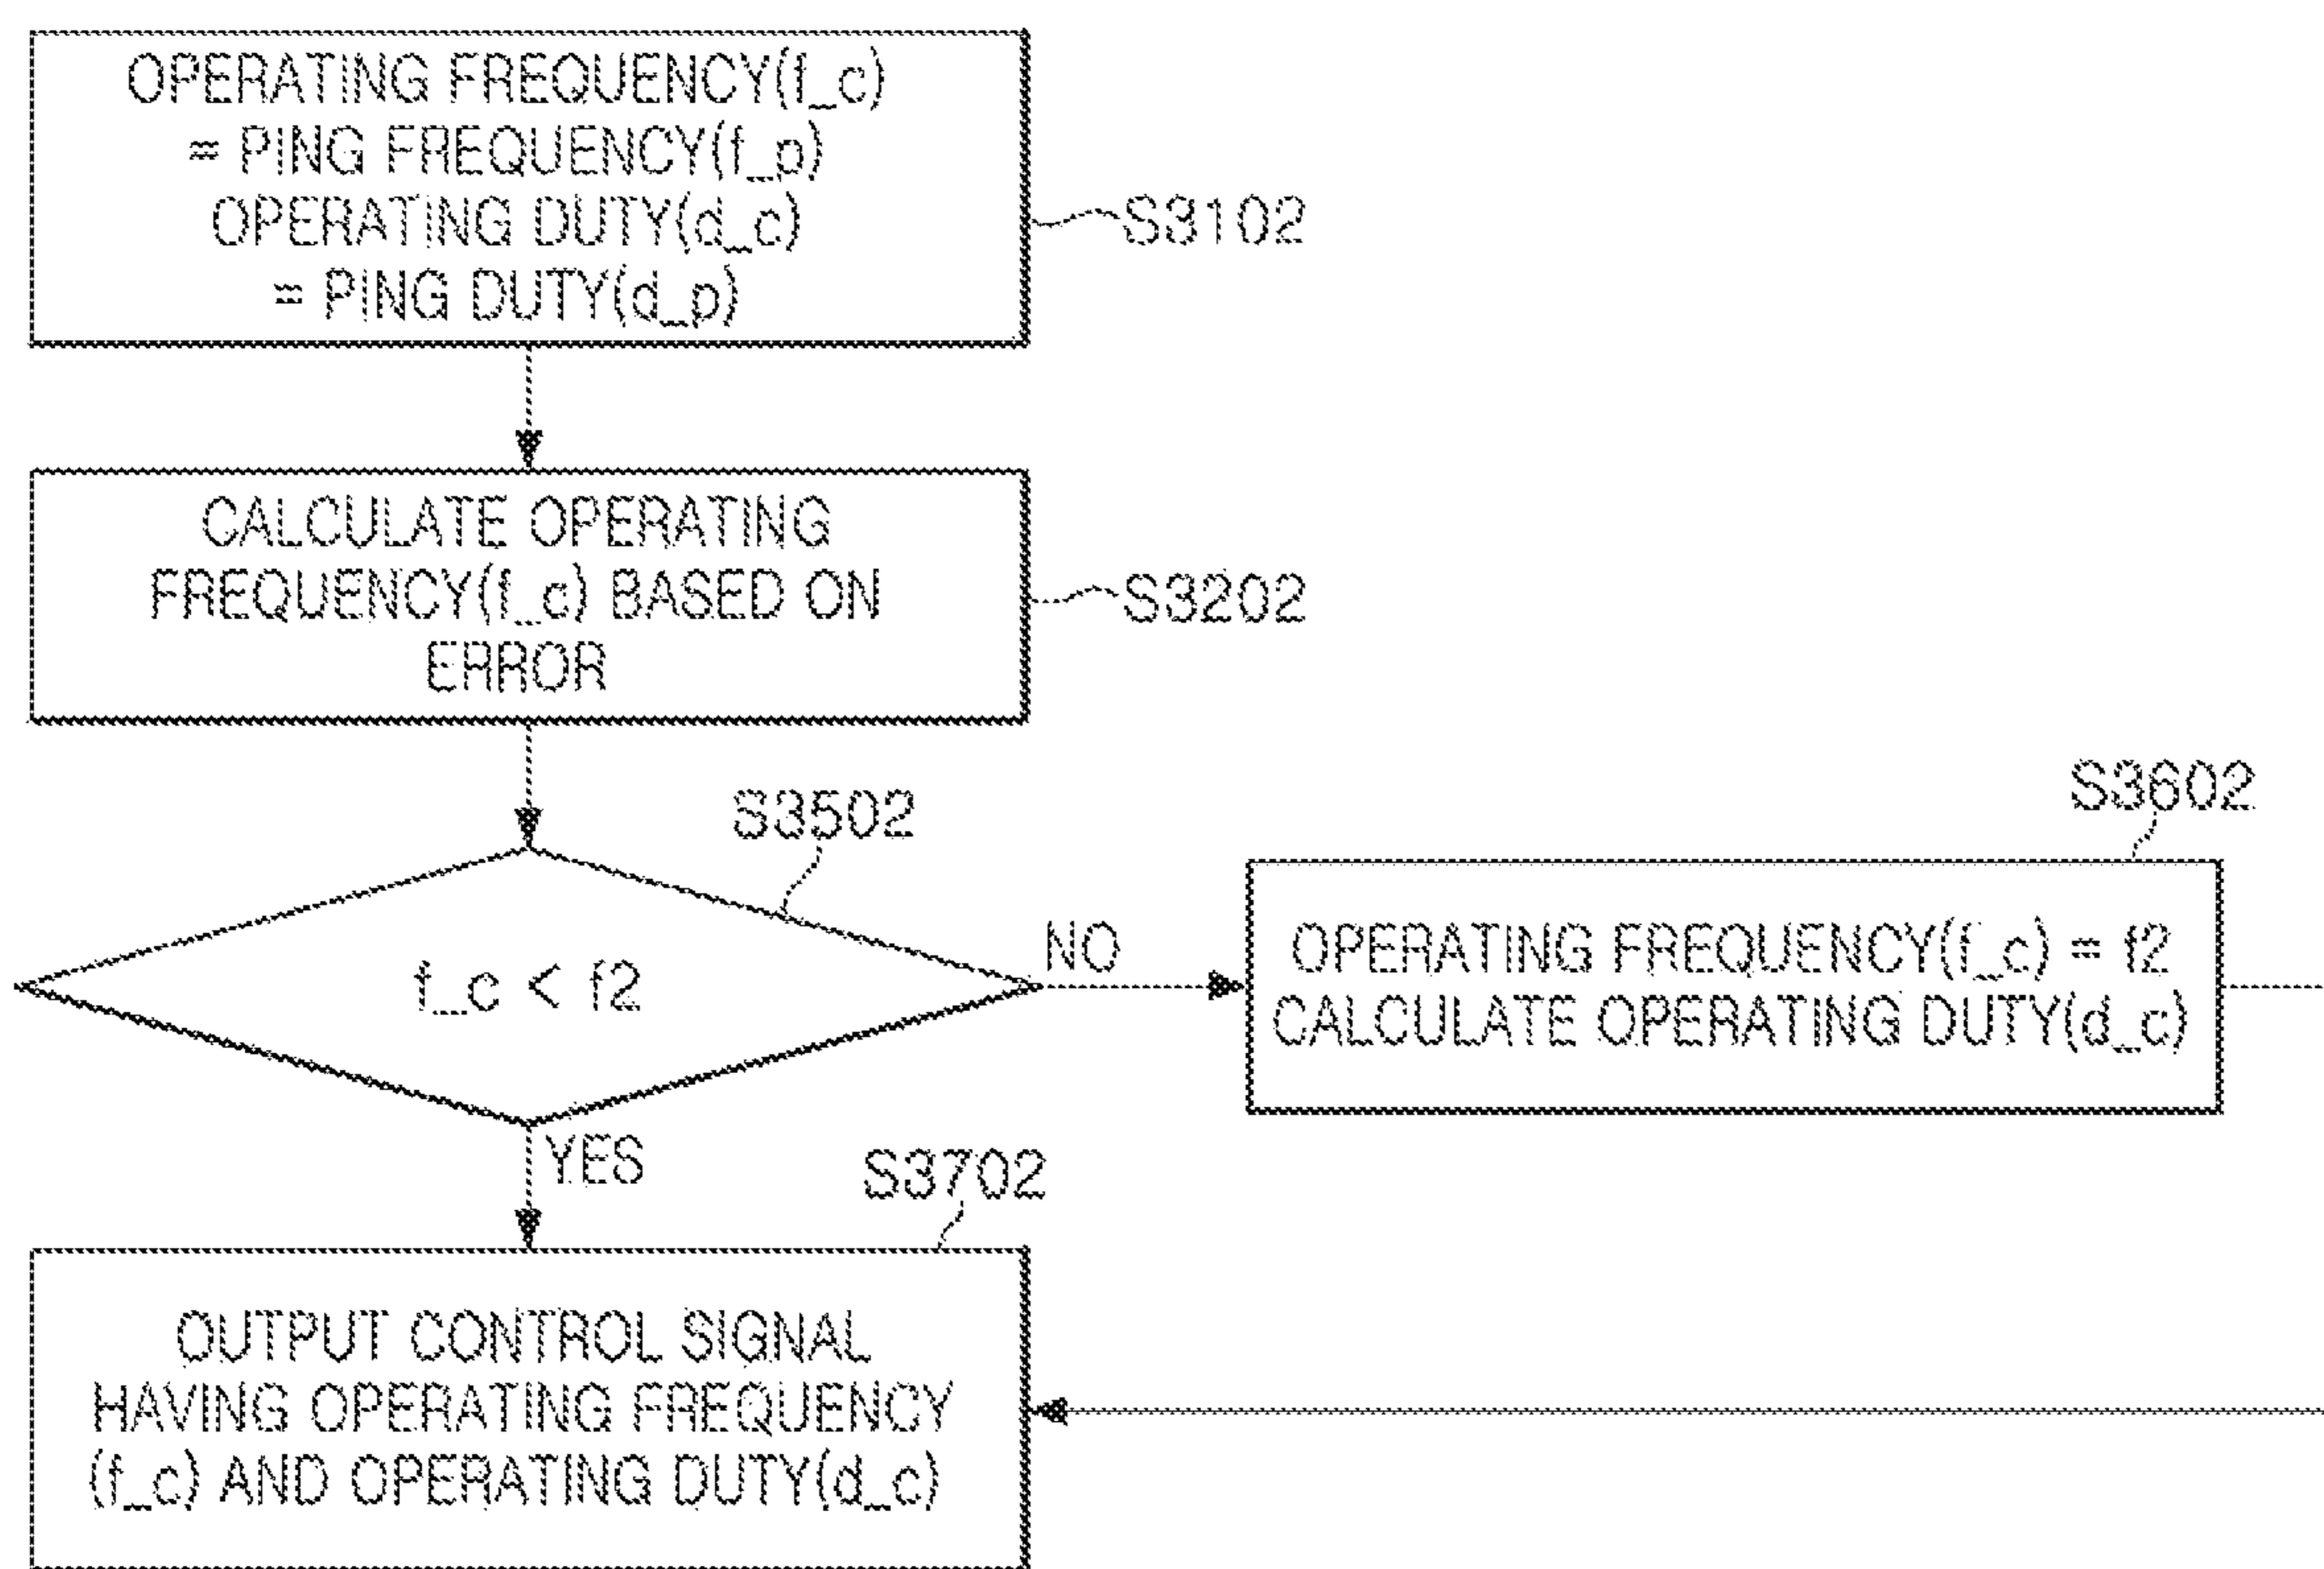 OPERATING FREQUENCY(f_c)
= PING FREQUENCY(f_p)
OPERATING DUTY(d_c)
= PING DUTY(d_p)
S3102
CALCULATE OPERATING
FREQUENCY(f_c) BASED ON
ERROR
S3202
S3502
f_c < f2
NO
YES
S3602
OPERATING FREQUENCY(f_c) = f2
CALCULATE OPERATING DUTY(d_c)
S3702
OUTPUT CONTROL SIGNAL
HAVING OPERATING FREQUENCY
(f_c) AND OPERATING DUTY(d_c)